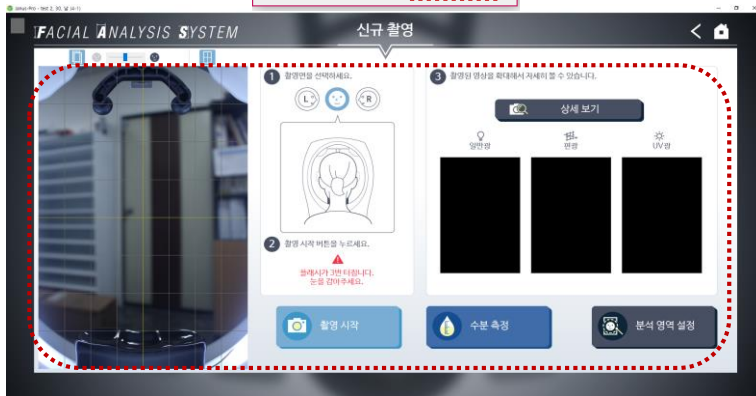 FACIAL ANALYSIS SYSTEM
신규 촬영
1 촬영면을 선택하세요.
L
R
2 촬영 시작 버튼을 누르세요.
플래시가 3번 터집니다.
눈을 감아주세요.
촬영 시작
3 촬영된 영상을 확대해서 자세히 볼 수 있습니다.
상세 보기
일반광
편광
UV광
수분 측정
분석 영역 설정